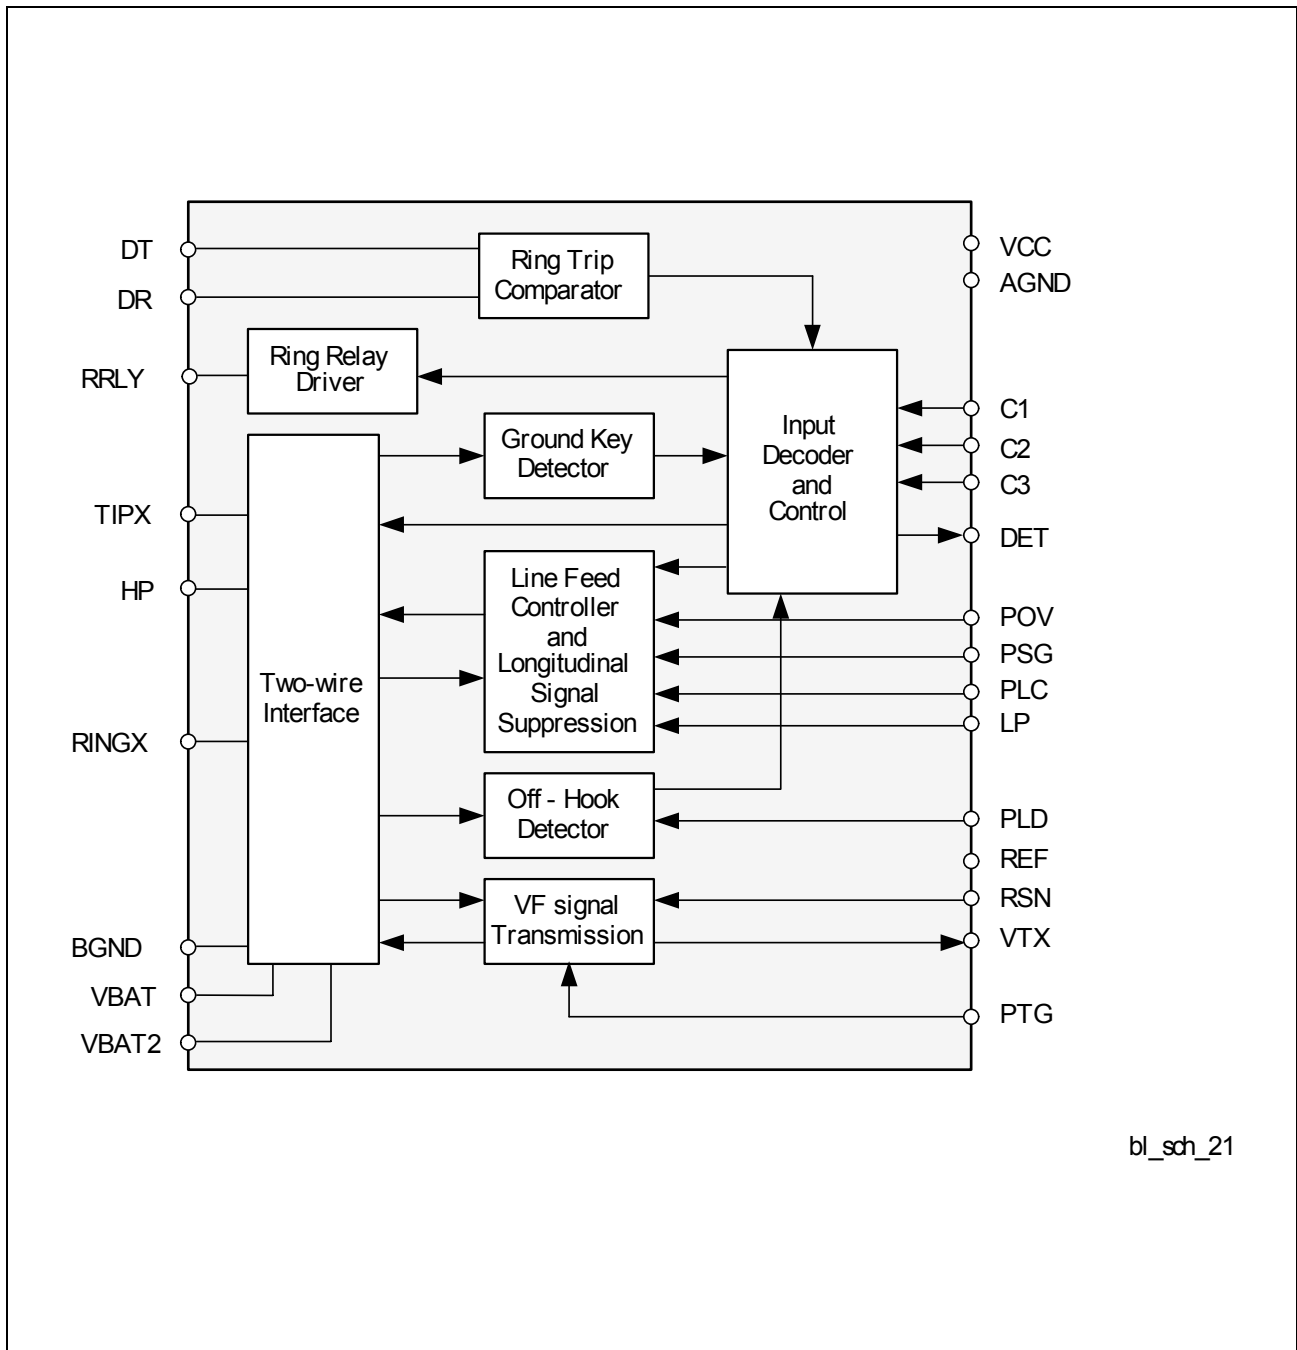 DT
DR
RRLY
TIPX
HP
RINGX
BGND
VBAT
VBAT2
Ring Trip
Comparator
Ring Relay
Driver
Ground Key
Detector
Two-wire
Interface
Line Feed
Controller
and
Longitudinal
Signal
Suppression
Off - Hook
Detector
VF signal
Transmission
Input
Decoder
and
Control
VCC
AGND
C1
C2
C3
DET
POV
PSG
PLC
LP
PLD
REF
RSN
VTX
PTG
bl_sch_21